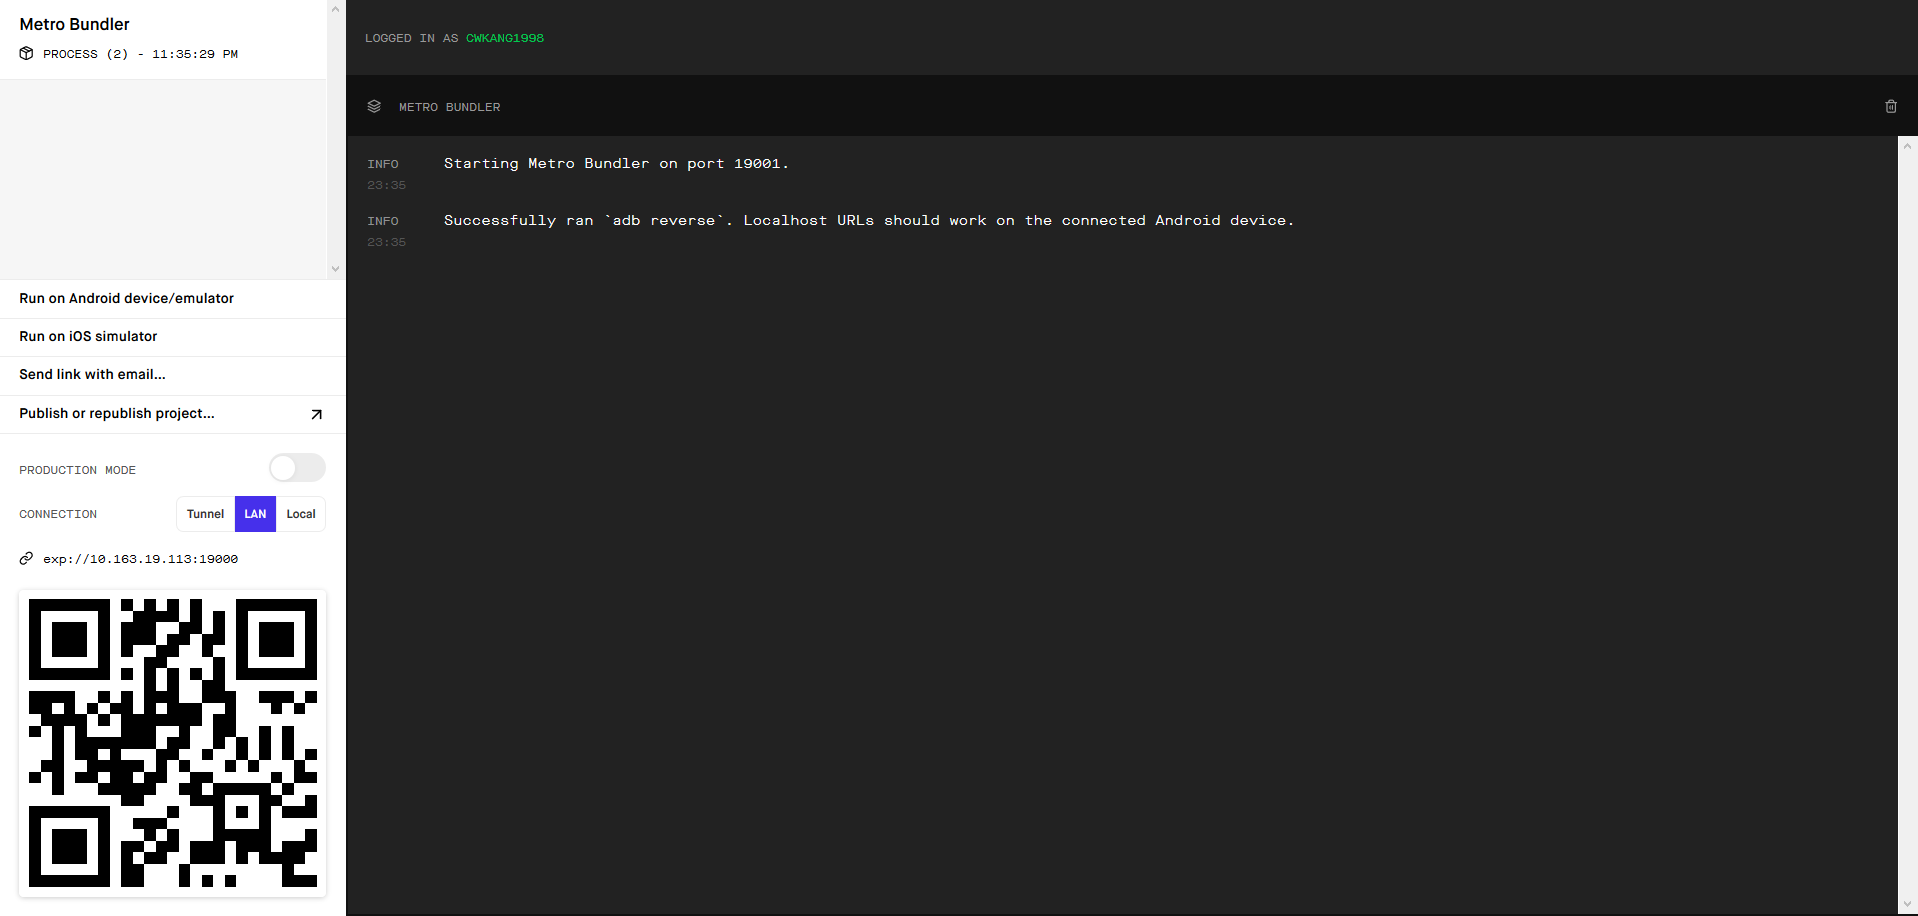 Metro Bundler
PROCESS (2) - 11:35:29 PM
Run on Android device/emulator
Run on iOS simulator
Send link with email...
Publish or republish project...
PRODUCTION MODE
CONNECTION
Tunnel
LAN
Local
exp://10.163.19.113:19000
LOGGED IN AS CWKANG1998
METRO BUNDLER
INFO
Starting Metro Bundler on port 19001.
23:35
INFO
Successfully ran `adb reverse`. Localhost URLs should work on the connected Android device.
23:35